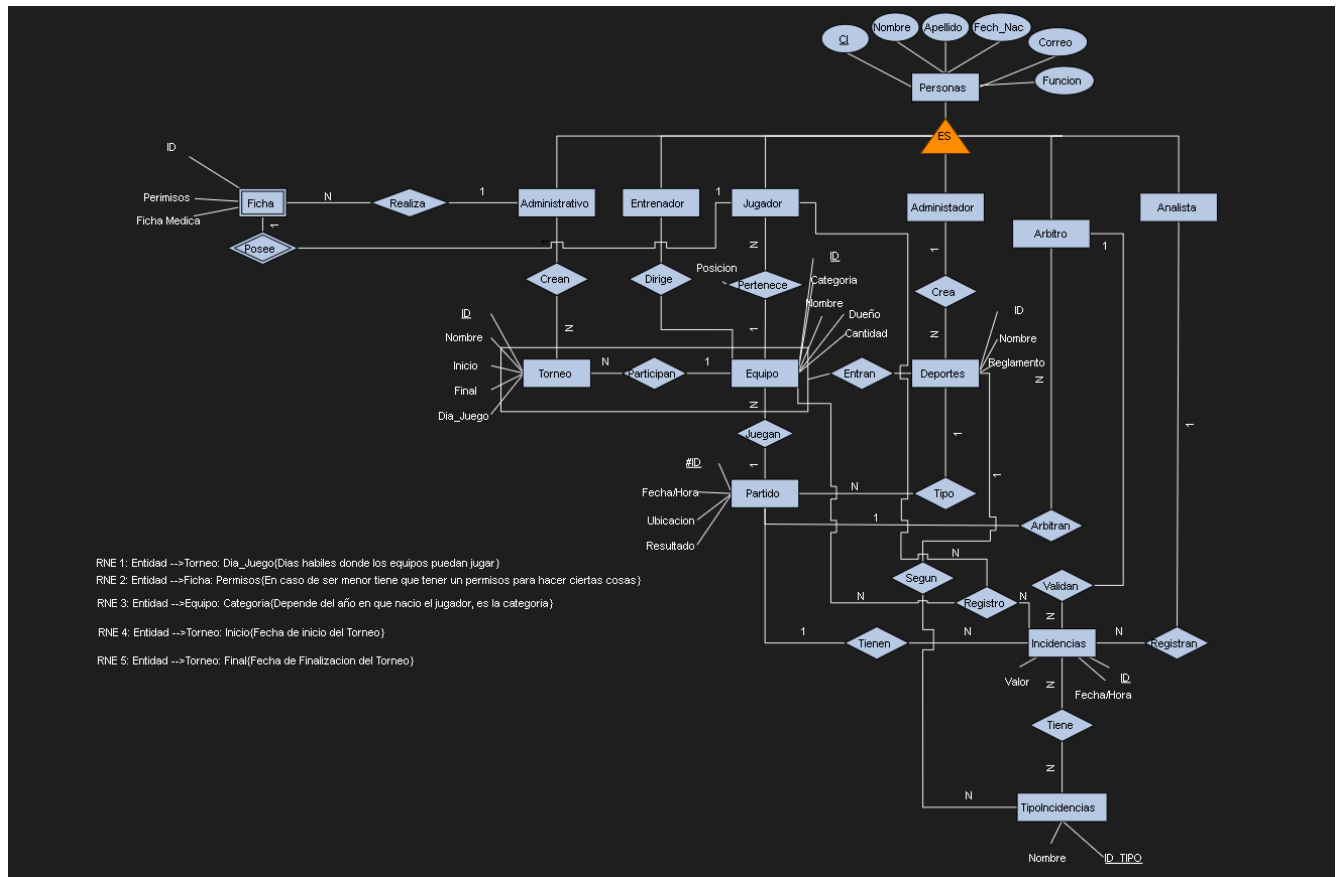 Nombre Apellido Fech_Nac
CI
Correo
Funcion
Personas
ES
ID
Perimisos
Ficha Medica
Ficha
N
Realiza
1
Administrativo
Entrenador
1
Jugador
Administador
Arbitro
Analista
1
Posee
1
1
1
N
Crean
Dirige
Posicion
Pertenece
ID
Categoria
Nombre
Dueño
Cantidad
Crea
N
1
N
ID
Nombre
Inicio
Final
Dia_Juego
Torneo
N
Participan
1
Equipo
Entran
Deportes
ID
Nombre
Reglamento
N
1
N
Juegan
1
1
1
#ID
Fecha/Hora
Ubicacion
Resultado
Partido
N
Tipo
1
Arbitran
RNE 1: Entidad -->Torneo: Dia_Juego{Dias habiles donde los equipos puedan jugar}
RNE 2: Entidad -->Ficha: Permisos{En caso de ser menor tiene que tener un permisos para hacer ciertas cosas}
RNE 3: Entidad -->Equipo: Categoria{Depende del año en que nacio el jugador, es la categoria}
RNE 4: Entidad -->Torneo: Inicio{Fecha de inicio del Torneo}
RNE 5: Entidad -->Torneo: Final{Fecha de Finalizacion del Torneo}
N
Segun
Validan
N
Registro
N
N
1
Tienen
N
Incidencias
N
Registran
Valor
ID
Fecha/Hora
N
Tiene
N
N
TipoIncidencias
Nombre
ID_TIPO